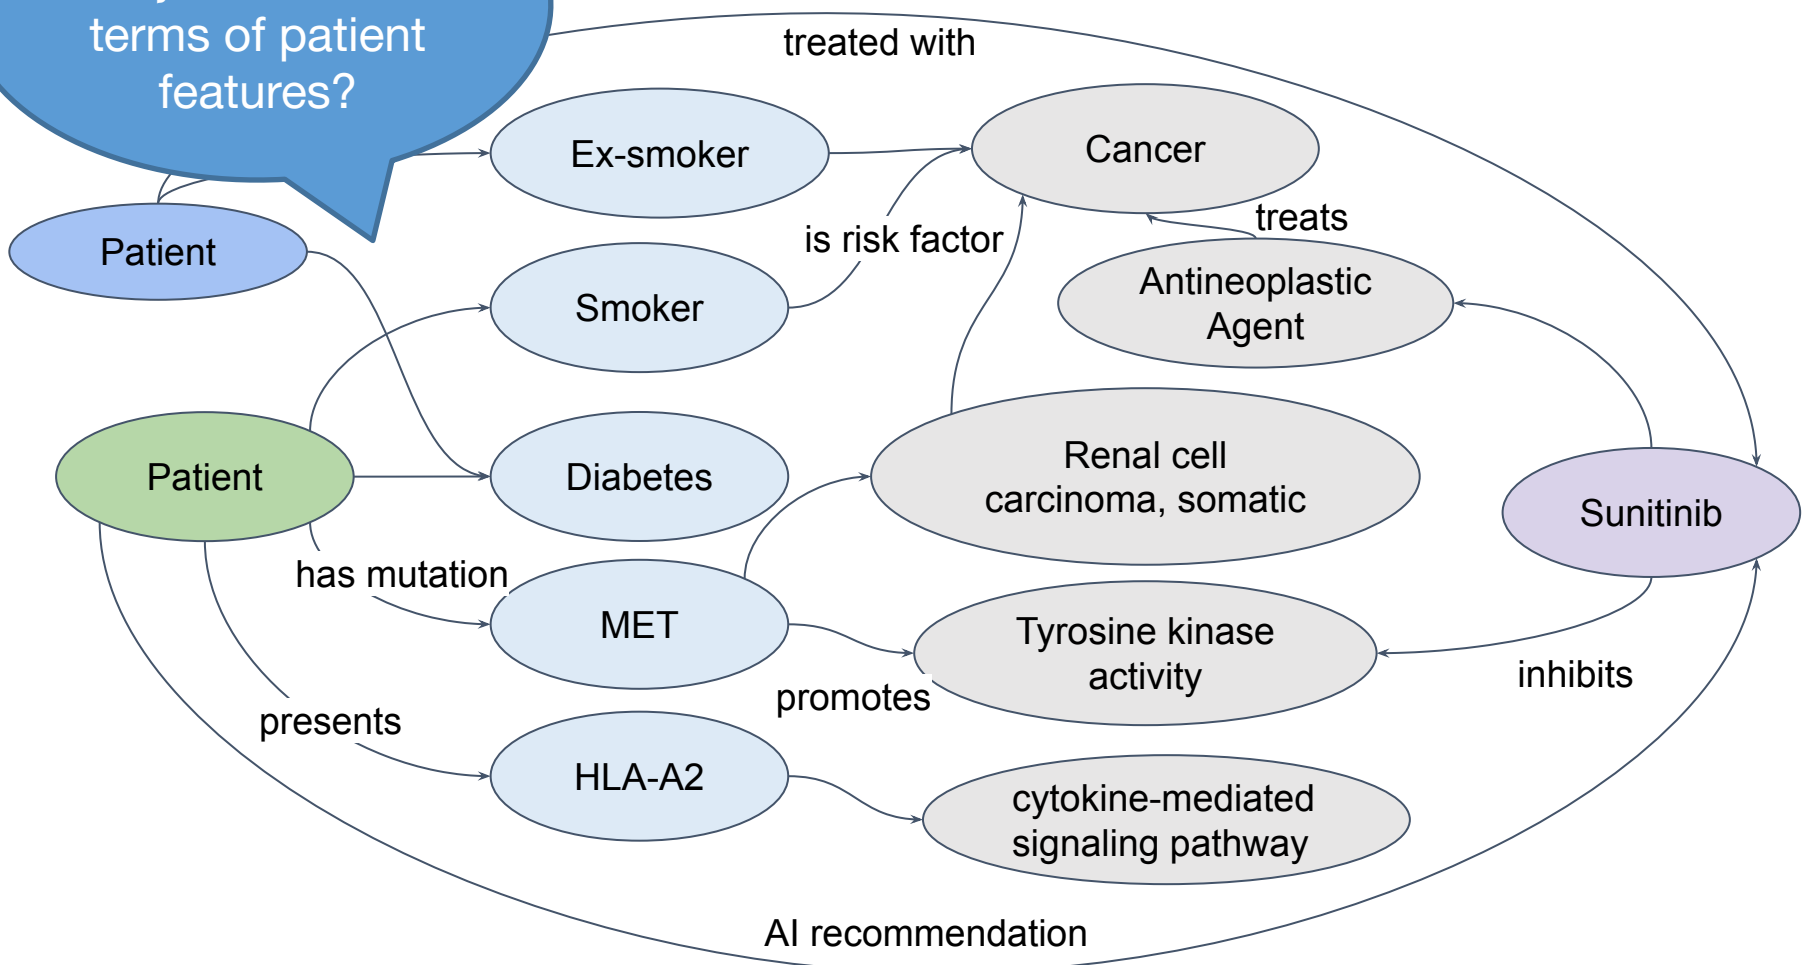 terms of patient
features?
treated with
Ex-smoker
Cancer
treats
Patient
is risk factor
Smoker
Antineoplastic
Agent
Patient
Diabetes
Renal cell
carcinoma, somatic
Sunitinib
has mutation
MET
Tyrosine kinase
activity
promotes
inhibits
presents
HLA-A2
cytokine-mediated
signaling pathway
AI recommendation